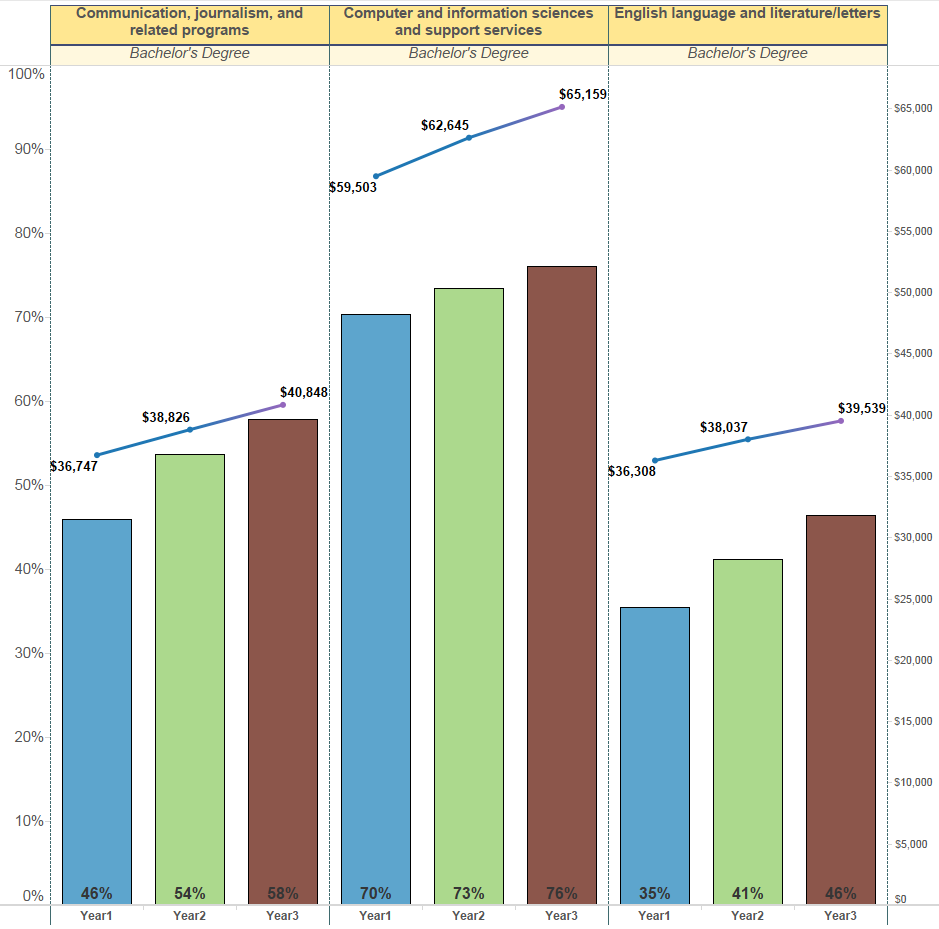 Communication, journalism, and
related programs
Computer and information sciences
and support services
English language and literature/letters
Bachelor's Degree
Bachelor's Degree
Bachelor's Degree
100%
90%
80%
70%
60%
50%
40%
30%
20%
10%
0%
$36,747
$38,826
$40,848
$59,503
$62,645
$65,159
$36,308
$38,037
$39,539
$65,000
$60,000
$55,000
$50,000
$45,000
$40,000
$35,000
$30,000
$25,000
$20,000
$15,000
$10,000
$5,000
$0
46%
54%
58%
70%
73%
76%
35%
41%
46%
Year1
Year2
Year3
Year1
Year2
Year3
Year1
Year2
Year3